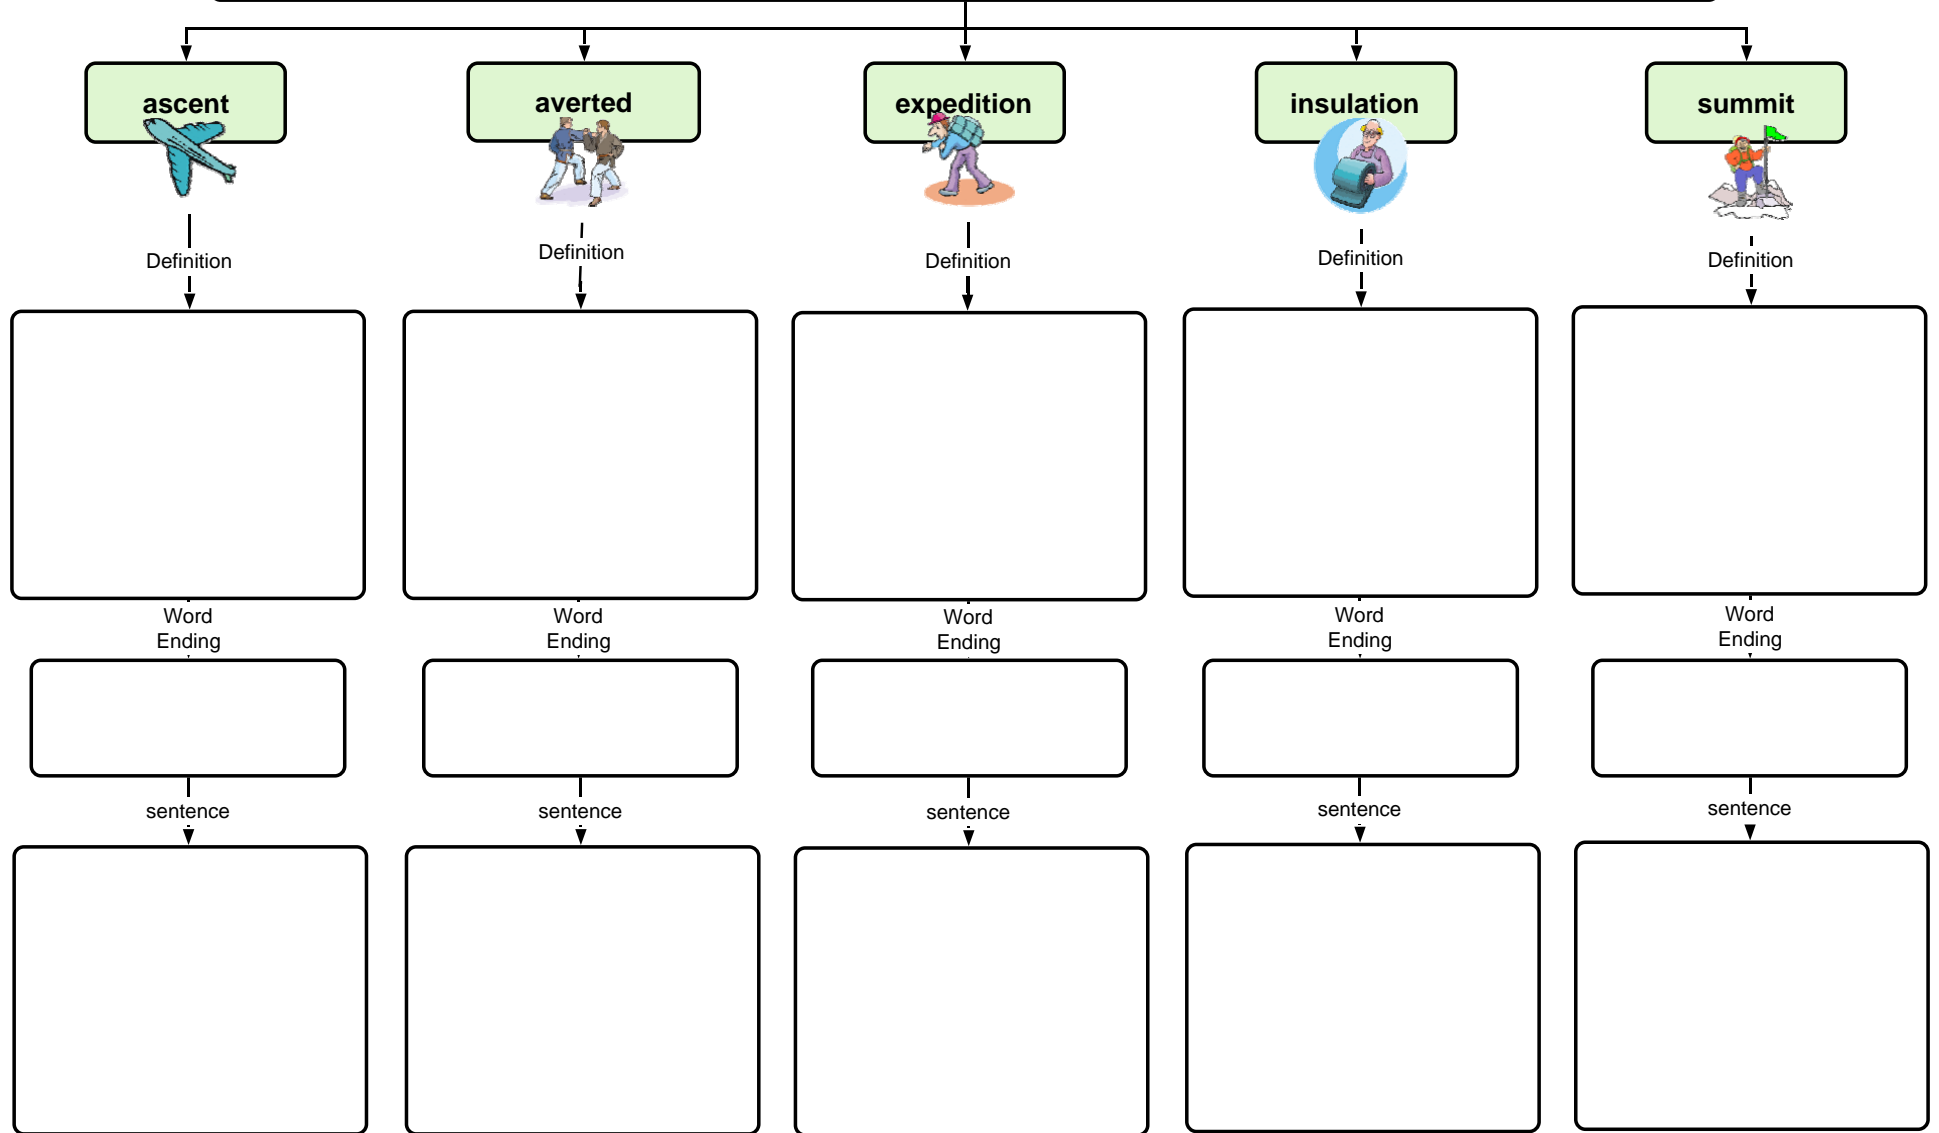 ascent
averted
expedition
insulation
summit
Definition
Definition
Definition
Definition
Definition
Word
Ending
Word
Ending
Word
Ending
Word
Ending
Word
Ending
sentence
sentence
sentence
sentence
sentence